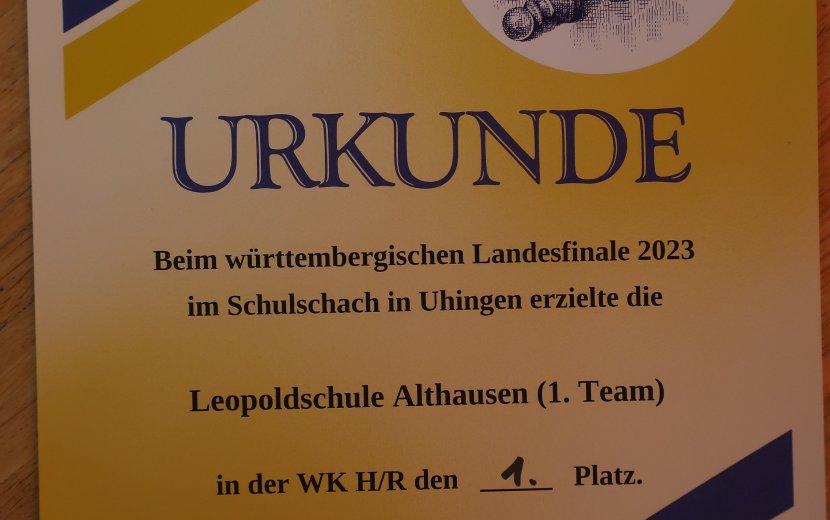 URKUNDE
Beim württembergischen Landesfinale 2023
im Schulschach in Uhingen erzielte die
Leopoldschule Althausen (1. Team)
in der WK H/R den 1. Platz.